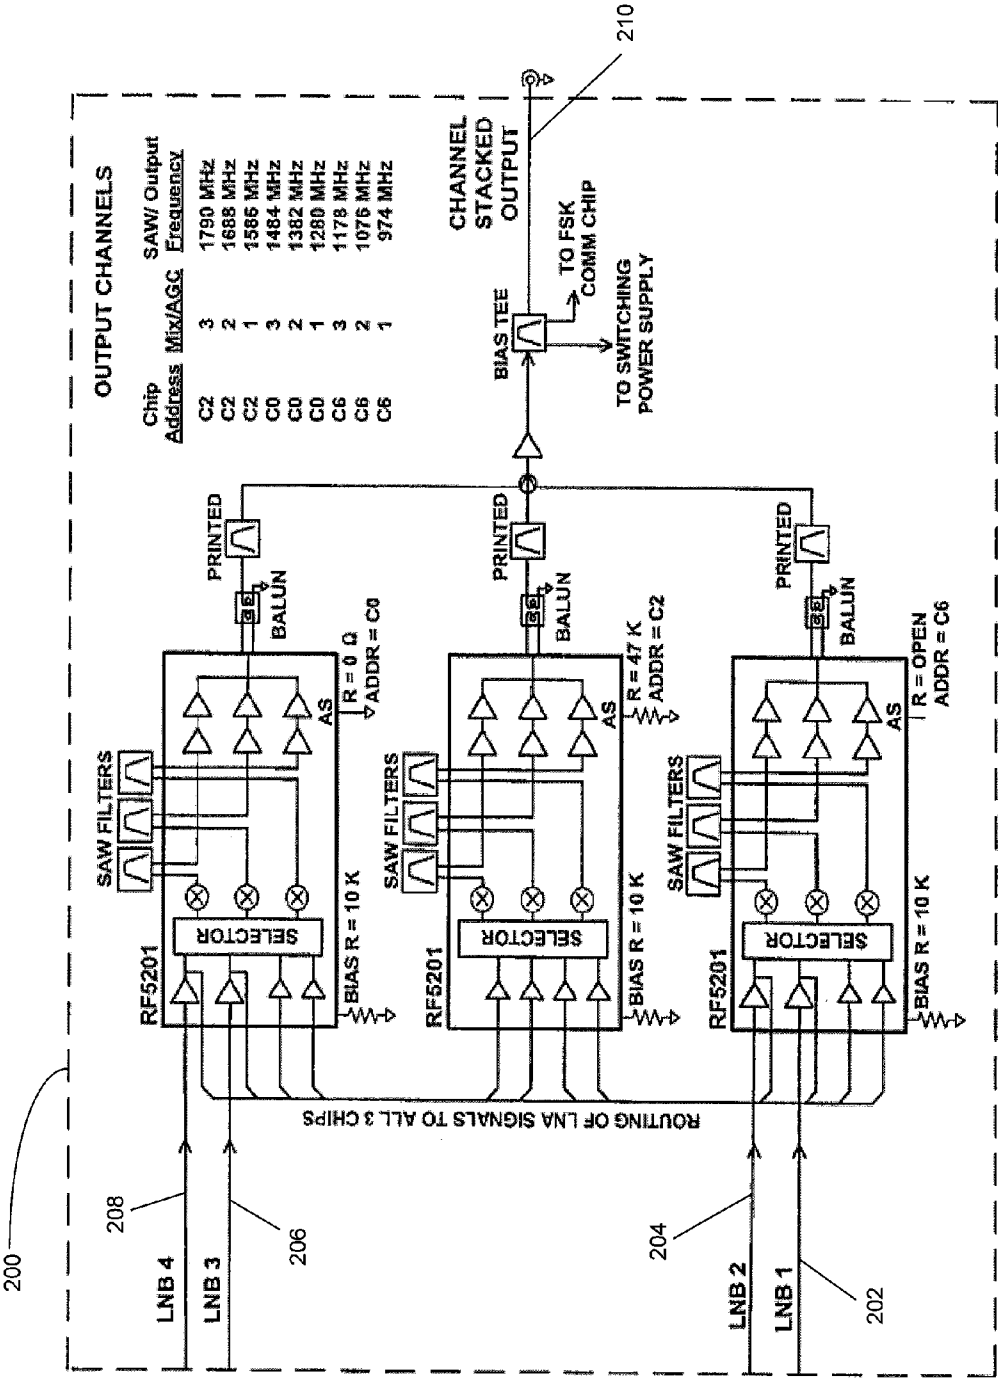 200
210
OUTPUT CHANNELS
Chip Address Mix/AGC SAW/ Output Frequency
C2 3 1790 MHz
C2 2 1688 MHz
C2 1 1586 MHz
C0 3 1484 MHz
C0 2 1382 MHz
C0 1 1280 MHz
C6 3 1178 MHz
C6 2 1076 MHz
C6 1 974 MHz
CHANNEL
STACKED
OUTPUT
BIAS TEE
TO FSK
COMM CHIP
TO SWITCHING
POWER SUPPLY
LNB 4
208
LNB 3
206
RF5201
SAW FILTERS
SELECTOR
BIAS R = 10 K
AS
R = 0 Ω
ADDR = C0
BALUN
PRINTED
RF5201
SAW FILTERS
SELECTOR
BIAS R = 10 K
AS
R = 47 K
ADDR = C2
BALUN
PRINTED
ROUTING OF LNA SIGNALS TO ALL 3 CHIPS
LNB 2
204
LNB 1
202
RF5201
SAW FILTERS
SELECTOR
BIAS R = 10 K
AS
R = OPEN
ADDR = C6
BALUN
PRINTED